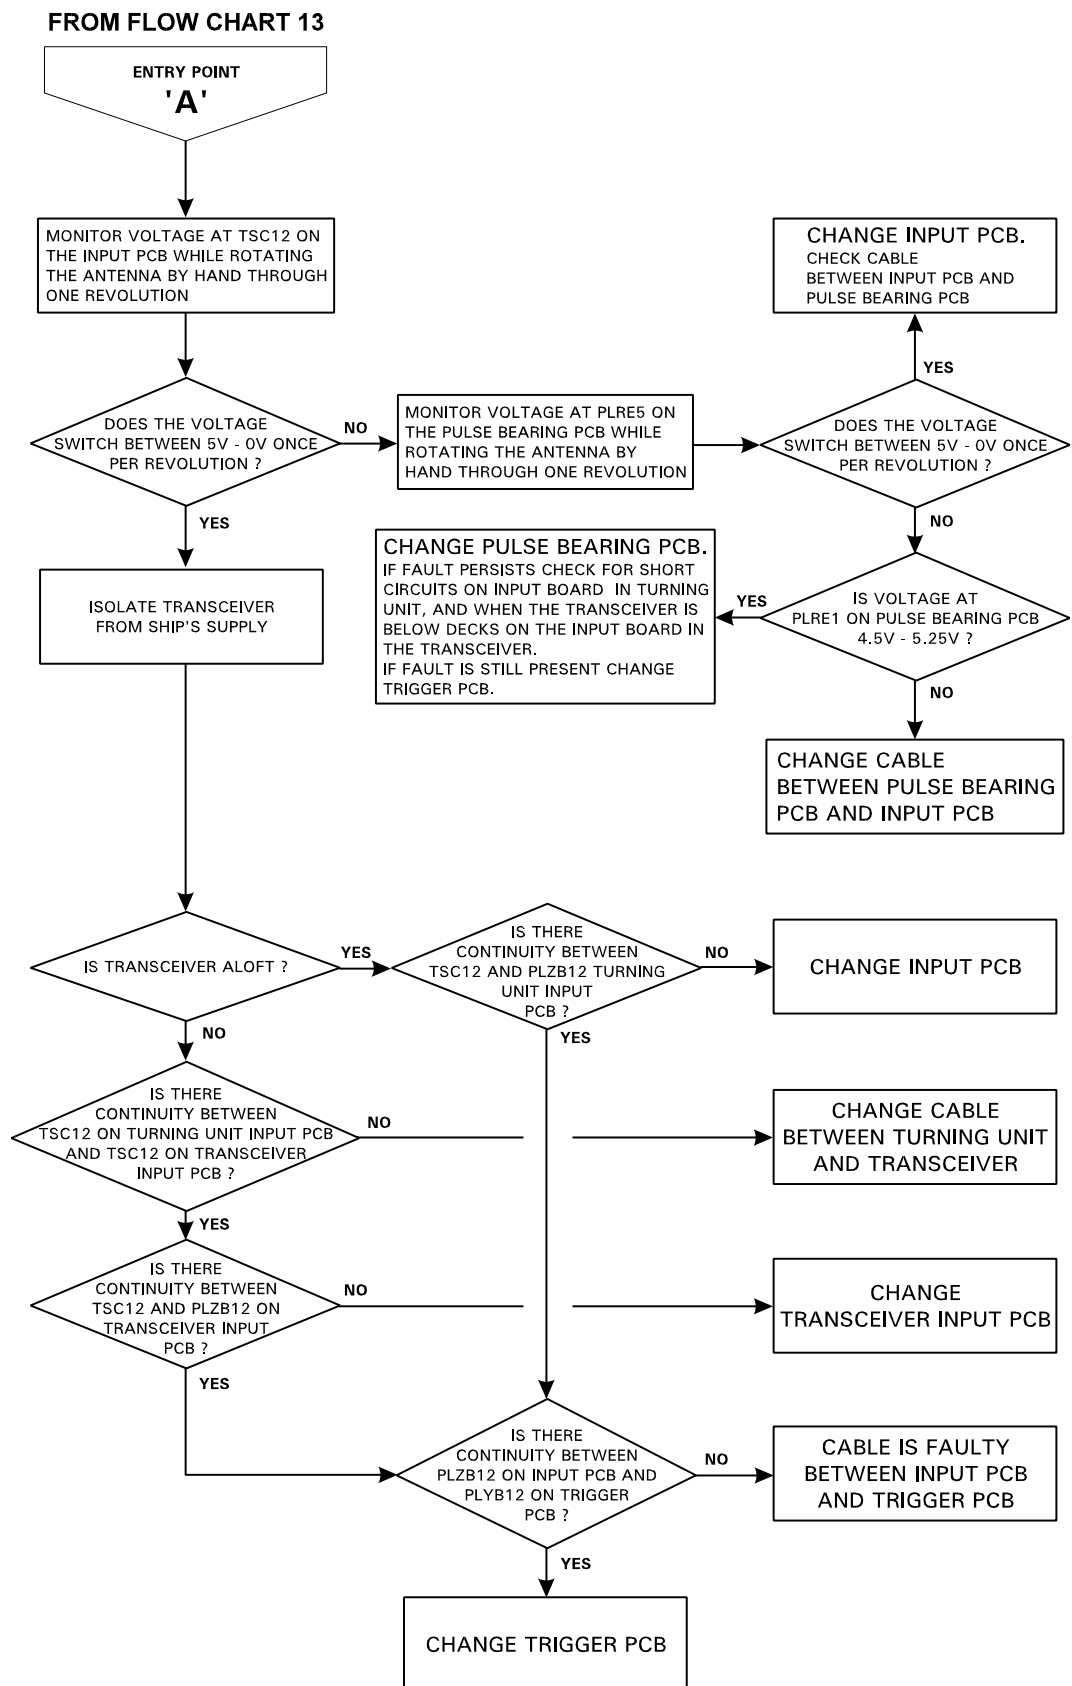 FROM FLOW CHART 13
ENTRY POINT
'A'
MONITOR VOLTAGE AT TSC12 ON
THE INPUT PCB WHILE ROTATING
THE ANTENNA BY HAND THROUGH
ONE REVOLUTION
DOES THE VOLTAGE
SWITCH BETWEEN 5V - 0V ONCE
PER REVOLUTION ?
NO
YES
MONITOR VOLTAGE AT PLRE5 ON
THE PULSE BEARING PCB WHILE
ROTATING THE ANTENNA BY
HAND THROUGH ONE REVOLUTION
CHANGE INPUT PCB.
CHECK CABLE
BETWEEN INPUT PCB AND
PULSE BEARING PCB
YES
DOES THE VOLTAGE
SWITCH BETWEEN 5V - 0V ONCE
PER REVOLUTION ?
NO
IS VOLTAGE AT
PLRE1 ON PULSE BEARING PCB
4.5V - 5.25V ?
YES
NO
CHANGE PULSE BEARING PCB.
IF FAULT PERSISTS CHECK FOR SHORT
CIRCUITS ON INPUT BOARD IN TURNING
UNIT, AND WHEN THE TRANSCEIVER IS
BELOW DECKS ON THE INPUT BOARD IN
THE TRANSCEIVER.
IF FAULT IS STILL PRESENT CHANGE
TRIGGER PCB.
CHANGE CABLE
BETWEEN PULSE BEARING
PCB AND INPUT PCB
ISOLATE TRANSCEIVER
FROM SHIP'S SUPPLY
IS TRANSCEIVER ALOFT ?
YES
NO
IS THERE
CONTINUITY BETWEEN
TSC12 AND PLZB12 TURNING
UNIT INPUT
PCB ?
NO
YES
CHANGE INPUT PCB
IS THERE
CONTINUITY BETWEEN
TSC12 ON TURNING UNIT INPUT PCB
AND TSC12 ON TRANSCEIVER
INPUT PCB ?
NO
YES
CHANGE CABLE
BETWEEN TURNING UNIT
AND TRANSCEIVER
IS THERE
CONTINUITY BETWEEN
TSC12 AND PLZB12 ON
TRANSCEIVER INPUT
PCB ?
NO
YES
CHANGE
TRANSCEIVER INPUT PCB
IS THERE
CONTINUITY BETWEEN
PLZB12 ON INPUT PCB AND
PLYB12 ON TRIGGER
PCB ?
NO
YES
CABLE IS FAULTY
BETWEEN INPUT PCB
AND TRIGGER PCB
CHANGE TRIGGER PCB